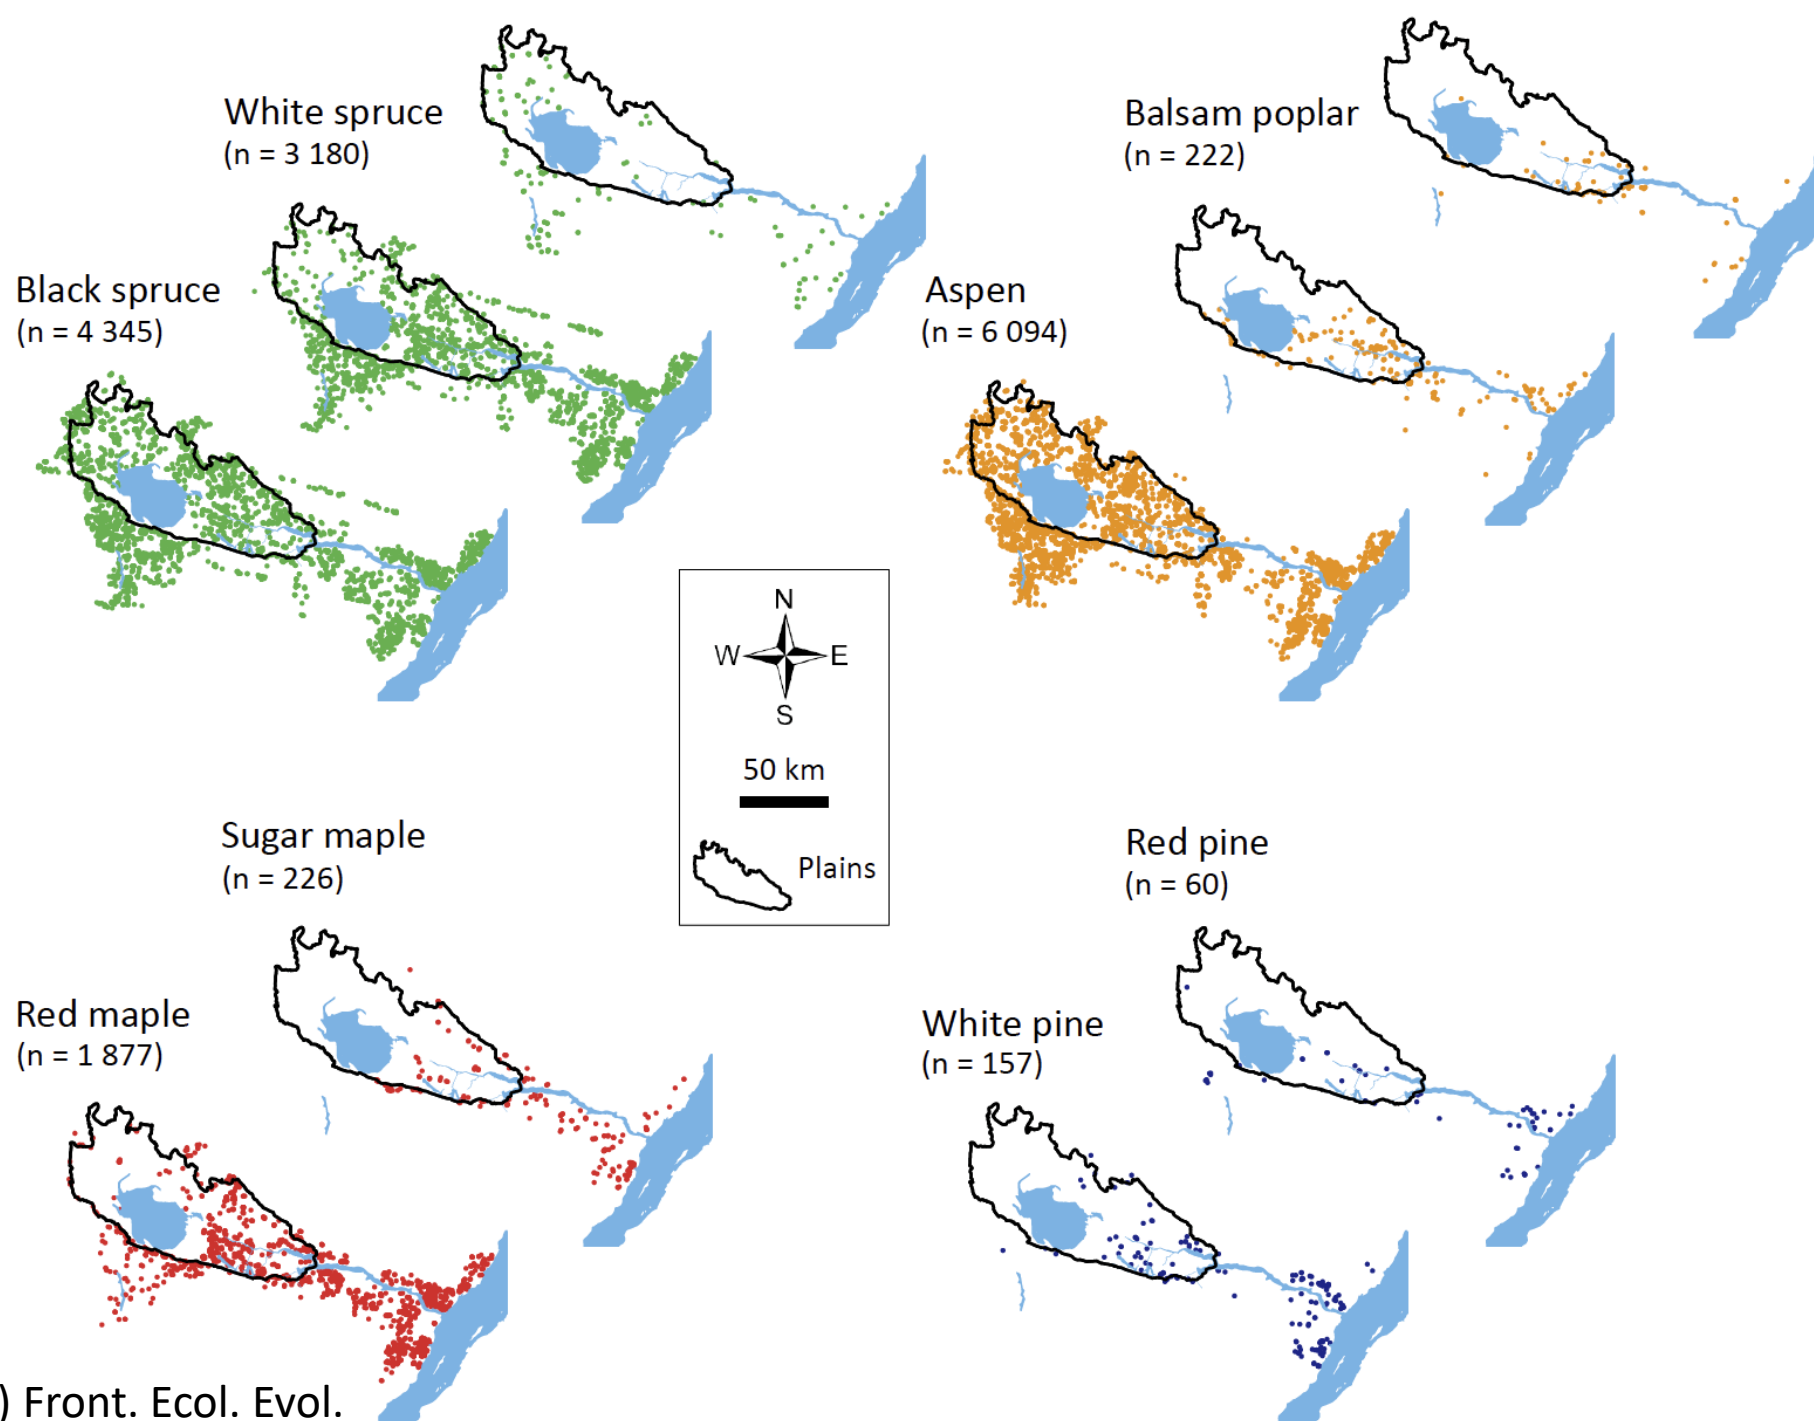 White spruce
(n = 3 180)
Balsam poplar
(n = 222)
Black spruce
(n = 4 345)
Aspen
(n = 6 094)
N
W E
S
50 km
Plains
Sugar maple
(n = 226)
Red pine
(n = 60)
Red maple
(n = 1 877)
White pine
(n = 157)
) Front. Ecol. Evol.